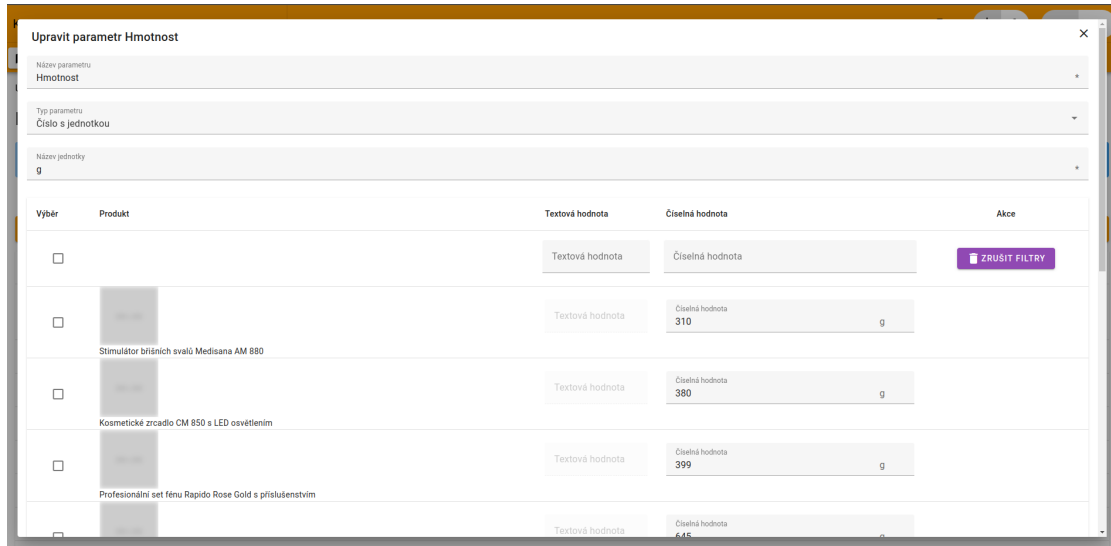 Upravit parametr Hmotnost
Název parametru
Hmotnost
*
Typ parametru
Číslo s jednotkou
Název jednotky
g
*
Výběr Produkt Textová hodnota Číselná hodnota Akce
Textová hodnota Číselná hodnota ZRUŠIT FILTRY
Číselná hodnota
Textová hodnota 310 g
Stimulátor břišních svalů Medisana AM 880
Číselná hodnota
Textová hodnota 380 g
Kosmetické zrcadlo CM 850 s LED osvětlením
Číselná hodnota
Textová hodnota 399 g
Profesionální set fénu Rapido Rose Gold s příslušenstvím
Číselná hodnota
Textová hodnota 645 g